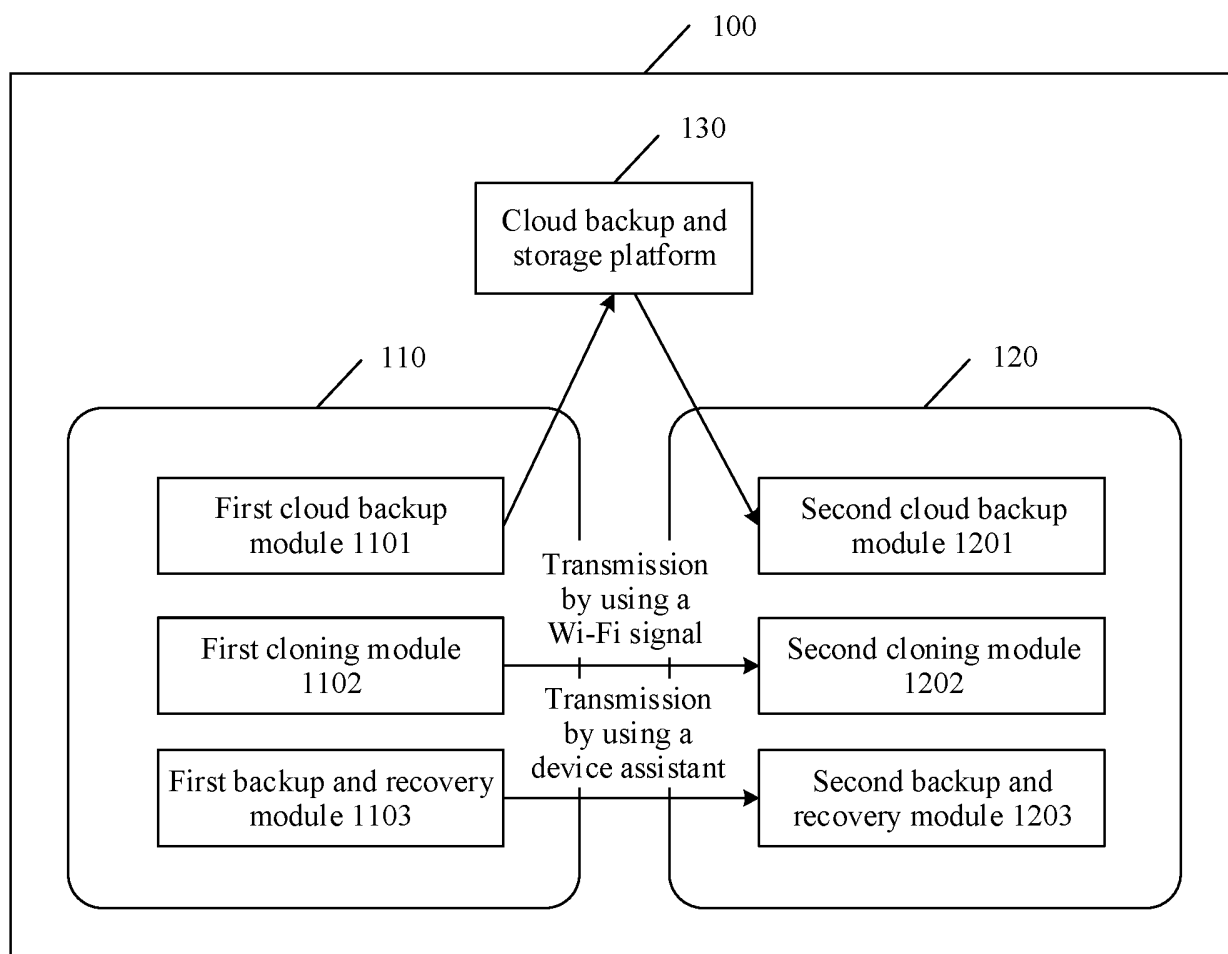 100
130
Cloud backup and
storage platform
110
120
First cloud backup
module 1101
Second cloud backup
module 1201
Transmission
by using a
Wi-Fi signal
First cloning module
1102
Second cloning module
1202
Transmission
by using a
device assistant
First backup and recovery
module 1103
Second backup and
recovery module 1203